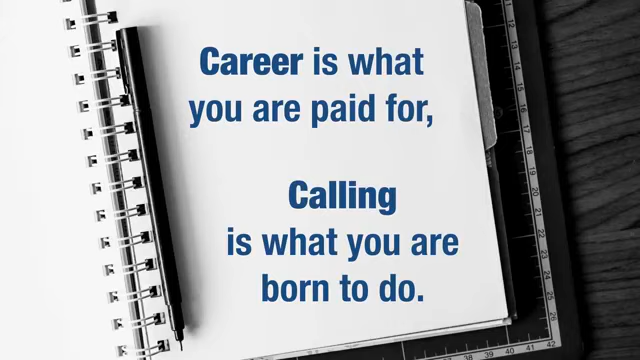 Career is what
you are paid for,
Calling
is what you are
born to do.